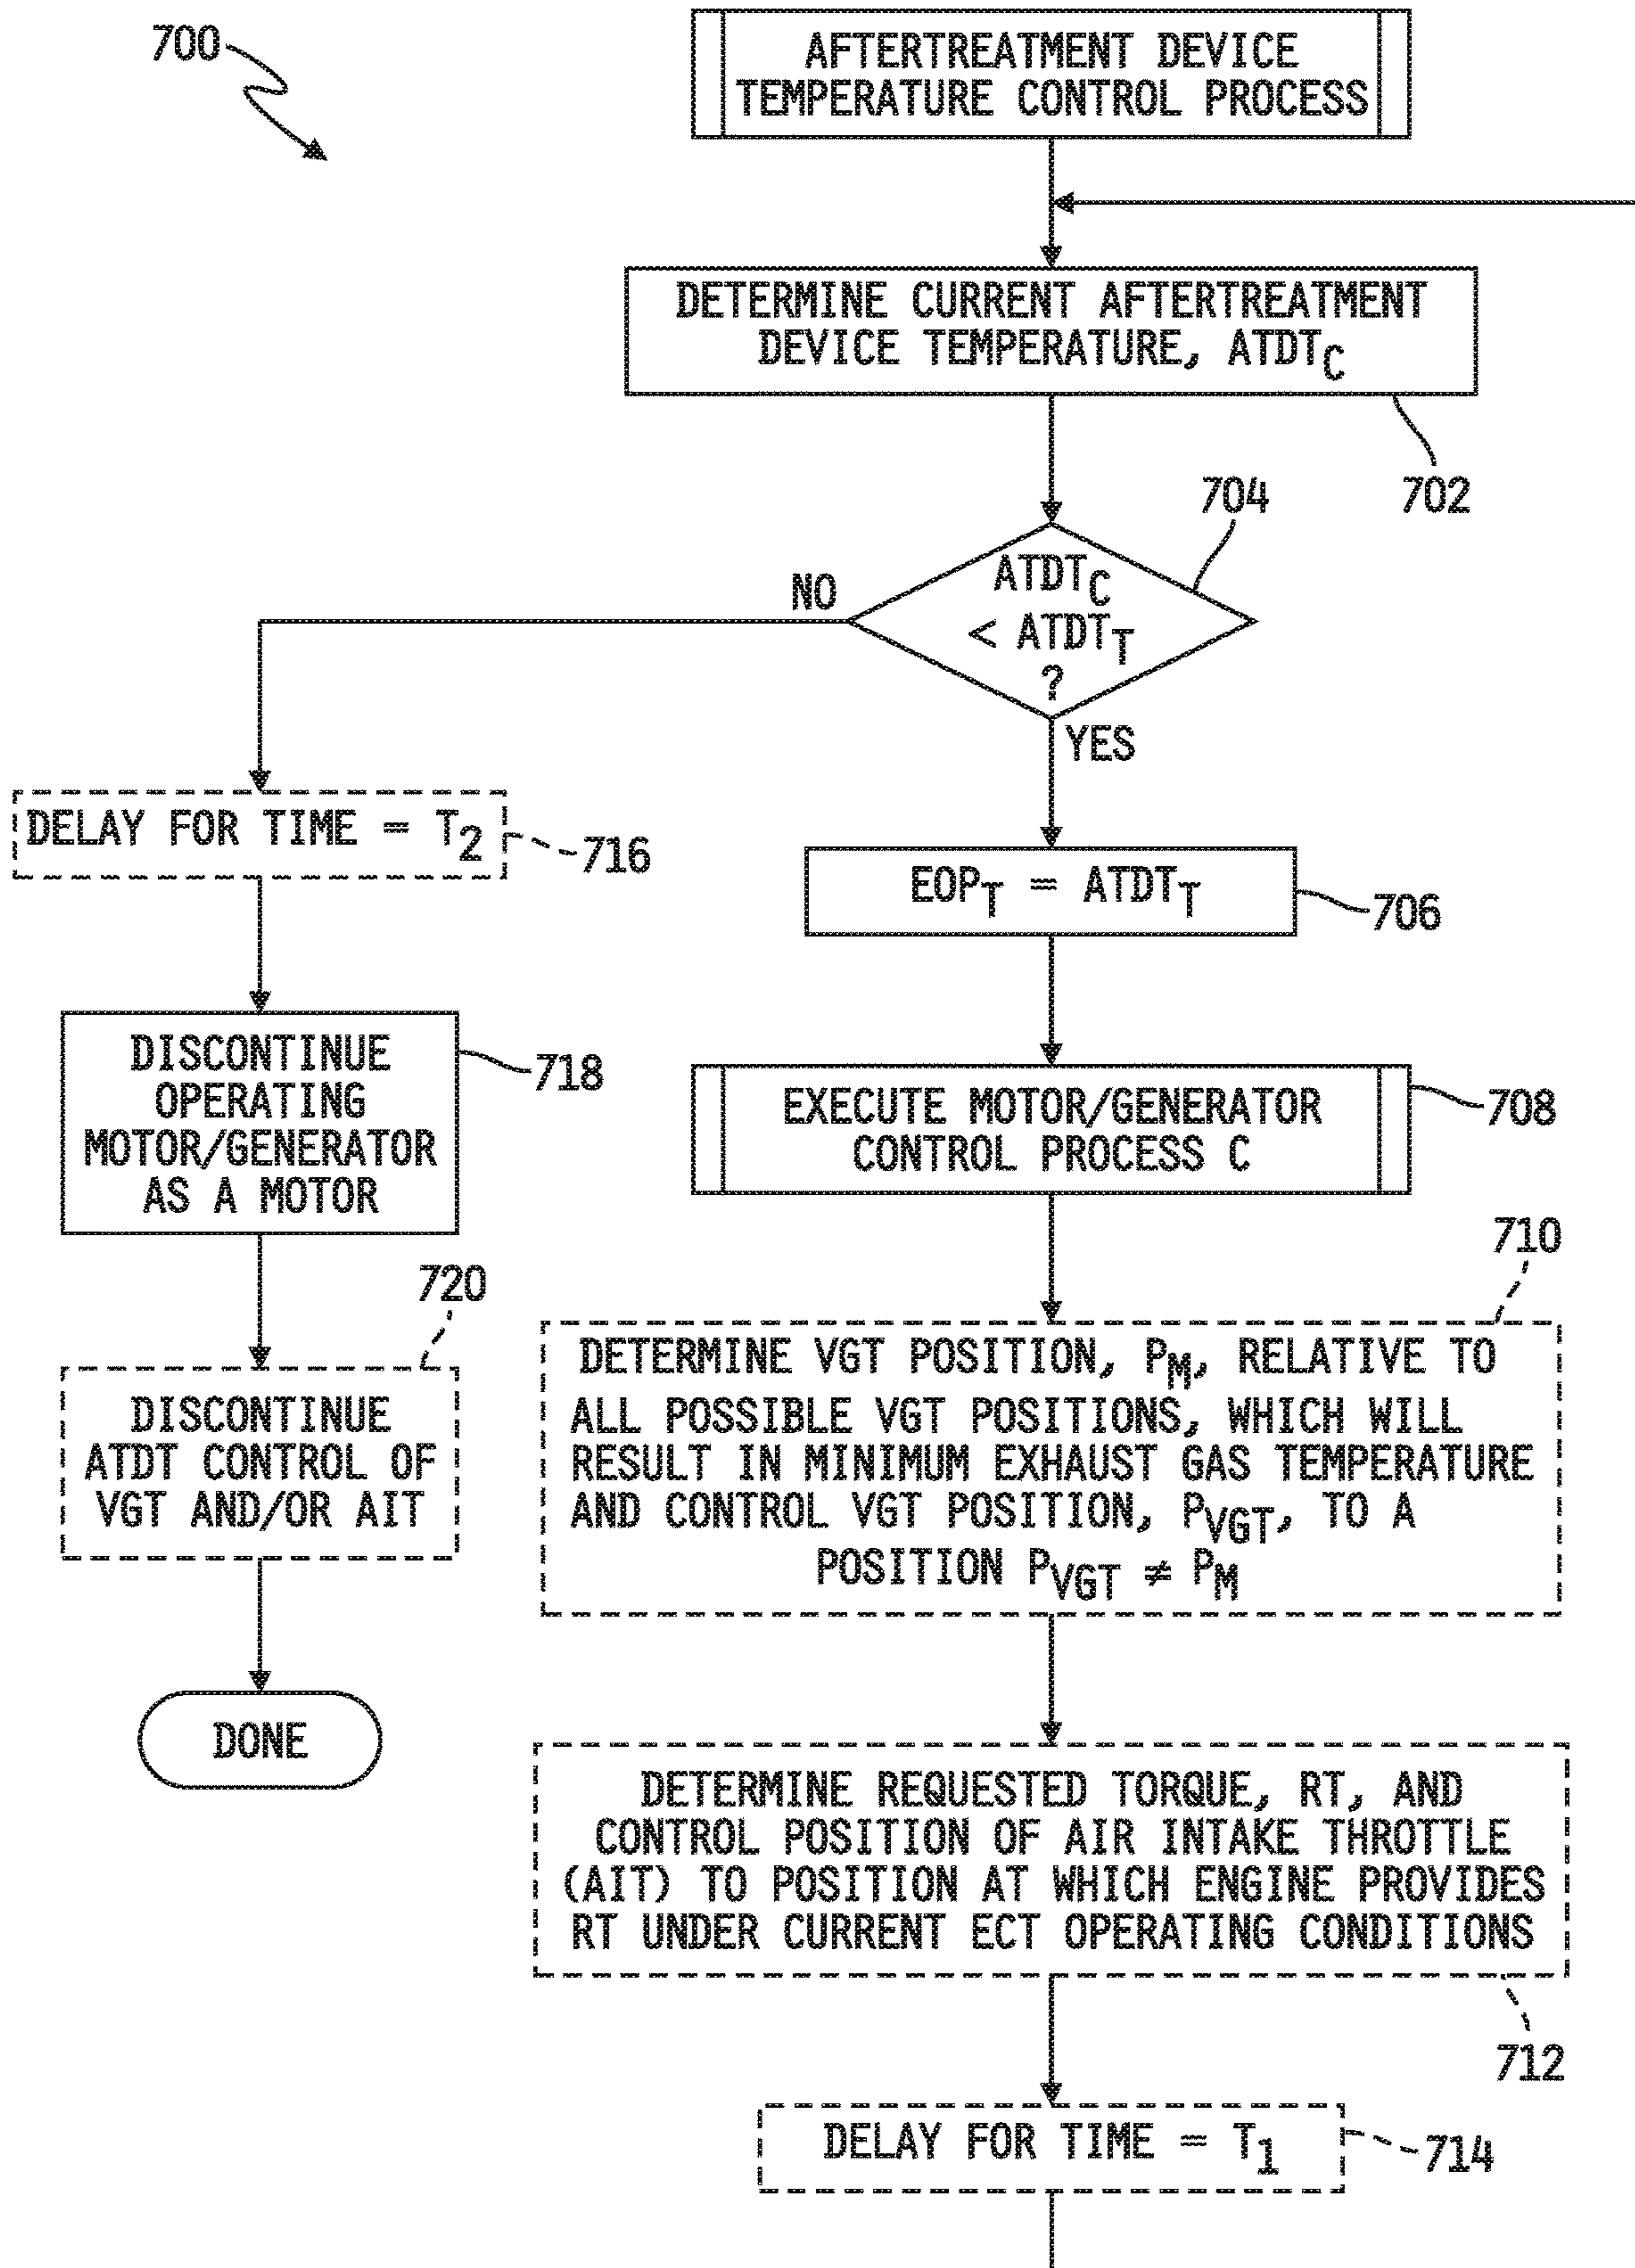 700
AFTERTREATMENT DEVICE
TEMPERATURE CONTROL PROCESS
DETERMINE CURRENT AFTERTREATMENT
DEVICE TEMPERATURE, ATDTC
702
704
ATDTC
< ATDTT
?
NO
YES
DELAY FOR TIME = T2
716
EOPT = ATDTT
706
DISCONTINUE
OPERATING
MOTOR/GENERATOR
AS A MOTOR
718
EXECUTE MOTOR/GENERATOR
CONTROL PROCESS C
708
710
720
DETERMINE VGT POSITION, PM, RELATIVE TO
ALL POSSIBLE VGT POSITIONS, WHICH WILL
RESULT IN MINIMUM EXHAUST GAS TEMPERATURE
AND CONTROL VGT POSITION, PVGT, TO A
POSITION PVGT ≠ PM
DISCONTINUE
ATDT CONTROL OF
VGT AND/OR AIT
DONE
DETERMINE REQUESTED TORQUE, RT, AND
CONTROL POSITION OF AIR INTAKE THROTTLE
(AIT) TO POSITION AT WHICH ENGINE PROVIDES
RT UNDER CURRENT ECT OPERATING CONDITIONS
712
DELAY FOR TIME = T1
714